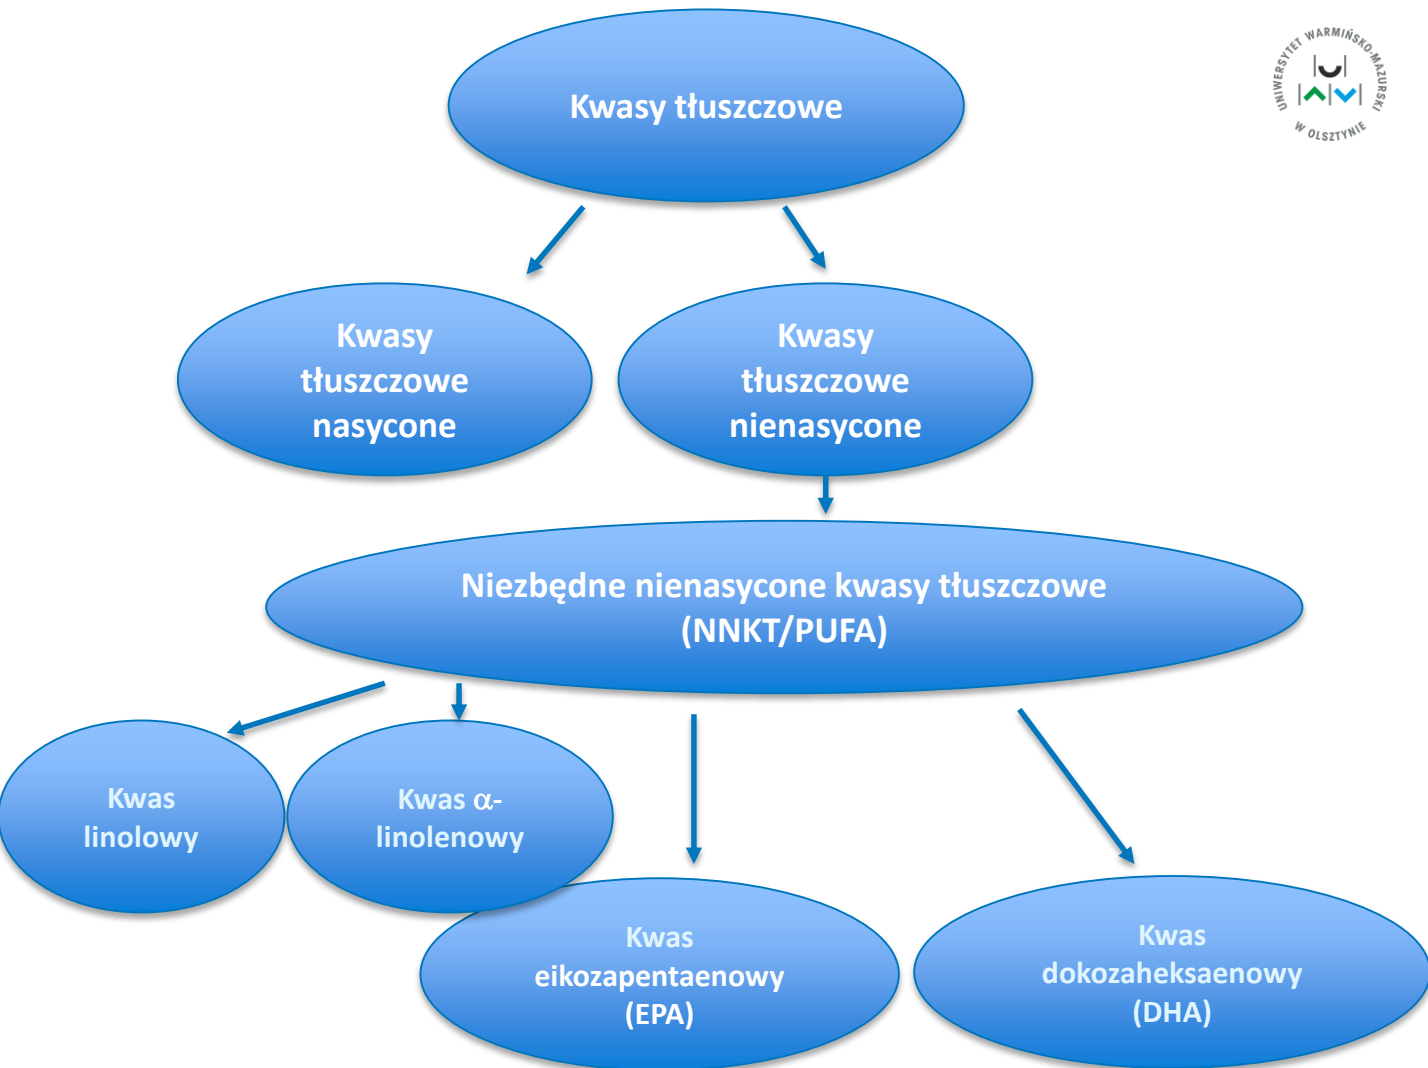 UNIWERSYTET WARMIŃSKO-MAZURSKI
W OLSZTYNIE
Kwasy tłuszczowe
Kwasy
tłuszczowe
nasycone
Kwasy
tłuszczowe
nienasycone
Niezbędne nienasycone kwasy tłuszczowe
(NNKT/PUFA)
Kwas
linolowy
Kwas α-
linolenowy
Kwas
eikozapentaenowy
(EPA)
Kwas
dokozaheksaenowy
(DHA)